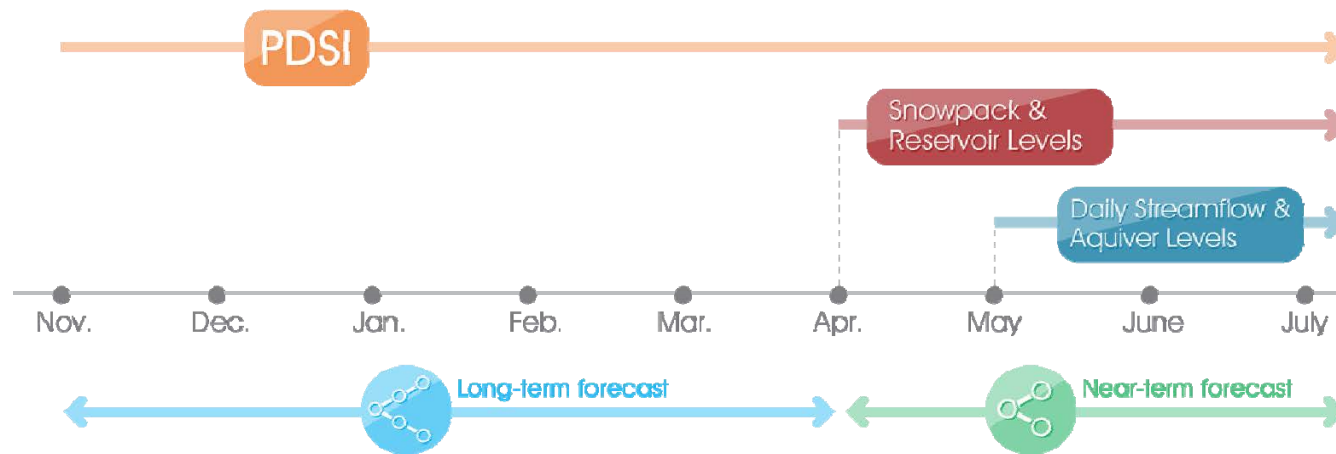 PDSI
Snowpack &
Reservoir Levels
Daily Streamflow &
Aquiver Levels
Nov.
Dec.
Jan.
Feb.
Mar.
Apr.
May
June
July
Long-term forecast
Near-term forecast